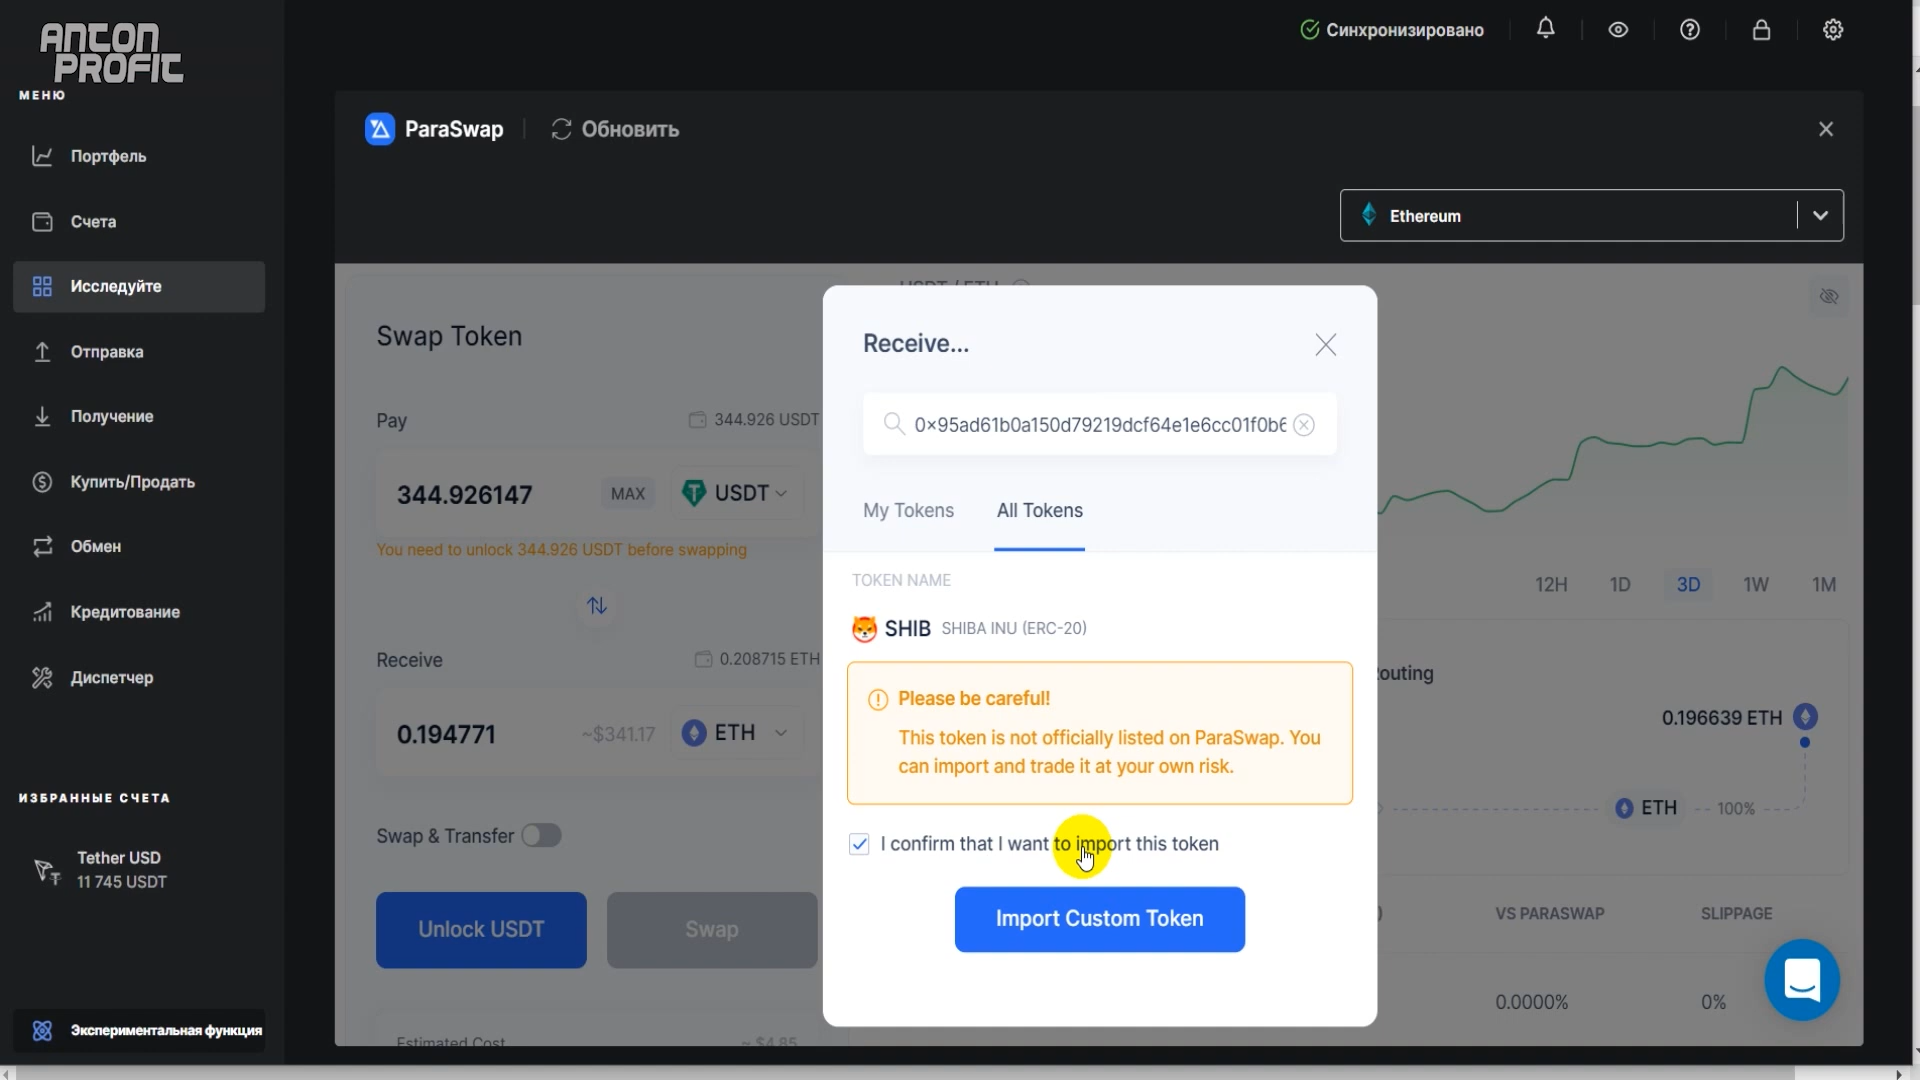 ANTON
PROFIT
МЕНЮ
Портфель
Счета
Исследуйте
Отправка
Получение
Купить/Продать
Обмен
Кредитование
Диспетчер
ИЗБРАННЫЕ СЧЕТА
Tether USD
11 745 USDT
Экспериментальная функция
Синхронизировано
ParaSwap
Обновить
Ethereum
Swap Token
Pay
344.926 USDT
344.926147
MAX
USDT
You need to unlock 344.926 USDT before swapping
Receive
0.208715 ETH
0.194771
~$341.17
ETH
Swap & Transfer
Unlock USDT
Swap
Estimated Cost
~ $4.85
USDT / ETH
Receive...
0x95ad61b0a150d79219dcf64e1e6cc01f0b6
My Tokens
All Tokens
TOKEN NAME
SHIB SHIBA INU (ERC-20)
Please be careful!
This token is not officially listed on ParaSwap. You
can import and trade it at your own risk.
I confirm that I want to import this token
Import Custom Token
12H 1D 3D 1W 1M
outing
0.196639 ETH
ETH
100%
VS PARASWAP
SLIPPAGE
0.0000%
0%